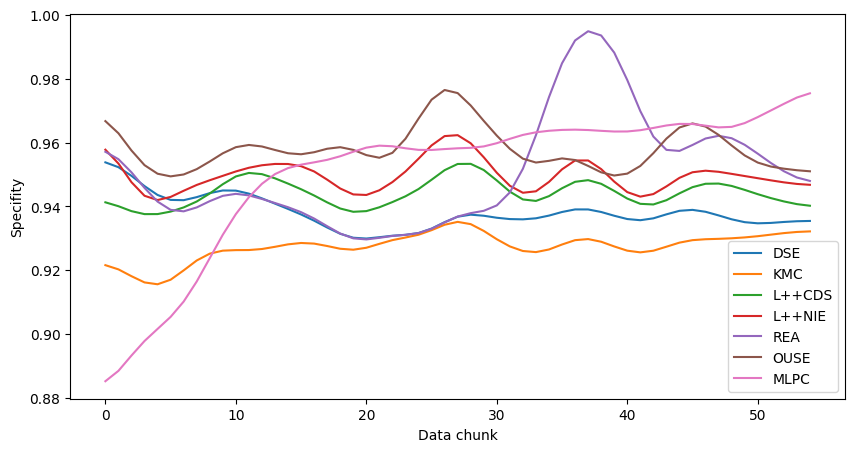 1.00
0.98
0.96
0.94
0.92
0.90
0.88
Specifity
0 10 20 30 40 50
Data chunk
DSE
KMC
L++CDS
L++NIE
REA
OUSE
MLPC